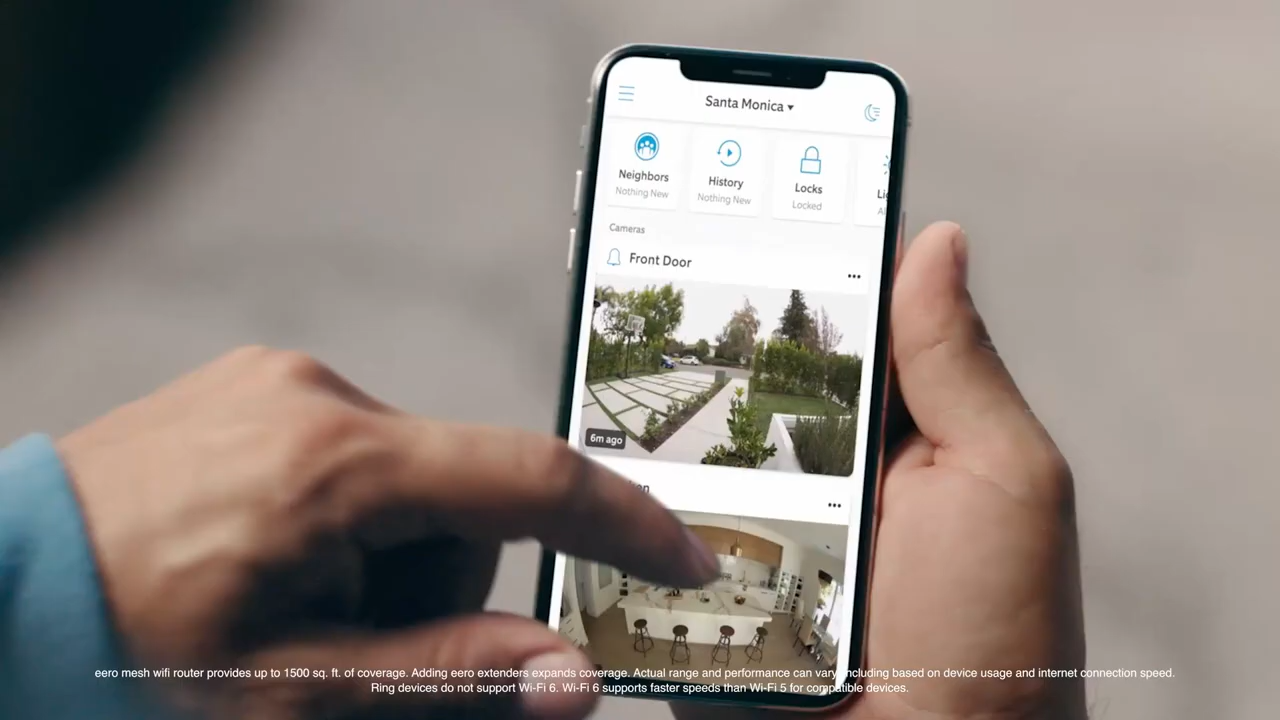 Santa Monica
Neighbors
Nothing New
History
Nothing New
Locks
Locked
Cameras
Front Door
6m ago
eero mesh wifi router provides up to 1500 sq. ft. of coverage. Adding eero extenders expands coverage. Actual range and performance can vary including based on device usage and internet connection speed.
Ring devices do not support Wi-Fi 6. Wi-Fi 6 supports faster speeds than Wi-Fi 5 for compatible devices.